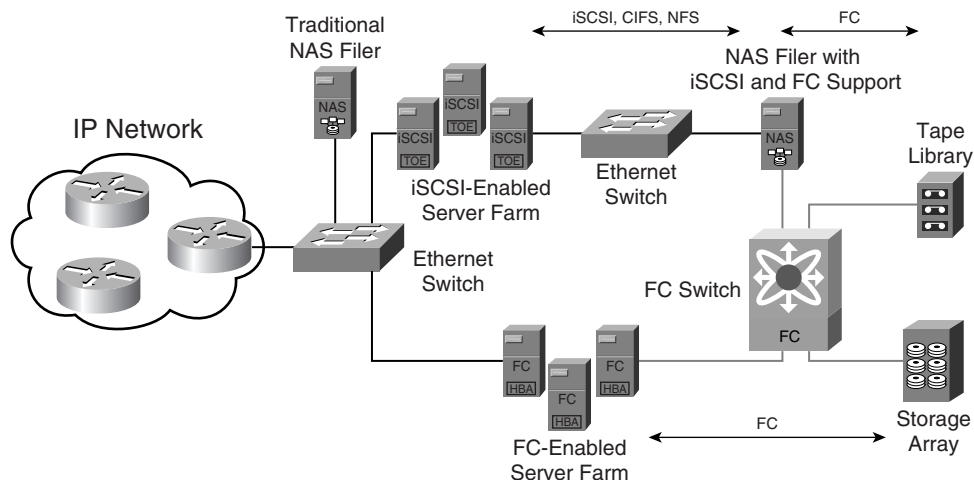 iSCSI, CIFS, NFS
FC
Traditional
NAS Filer
NAS Filer with
iSCSI and FC Support
NAS
iSCSI
TOE
iSCSI
TOE
iSCSI
TOE
NAS
IP Network
Tape
Library
iSCSI-Enabled
Server Farm
Ethernet
Switch
Ethernet
Switch
FC Switch
FC
FC
HBA
FC
HBA
FC
HBA
FC
Storage
Array
FC-Enabled
Server Farm